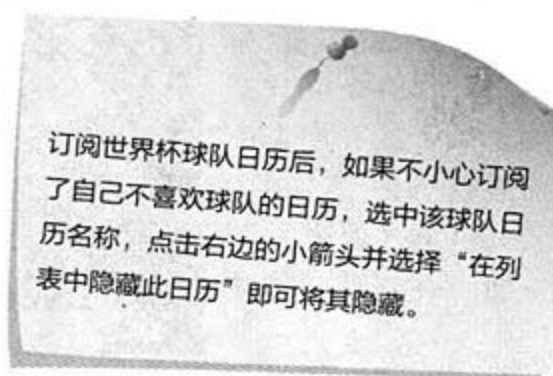 订阅世界杯球队日历后，如果不小心订阅
了自己不喜欢球队的日历，选中该球队日
历名称，点击右边的小箭头并选择“在列
表中隐藏此日历”即可将其隐藏。